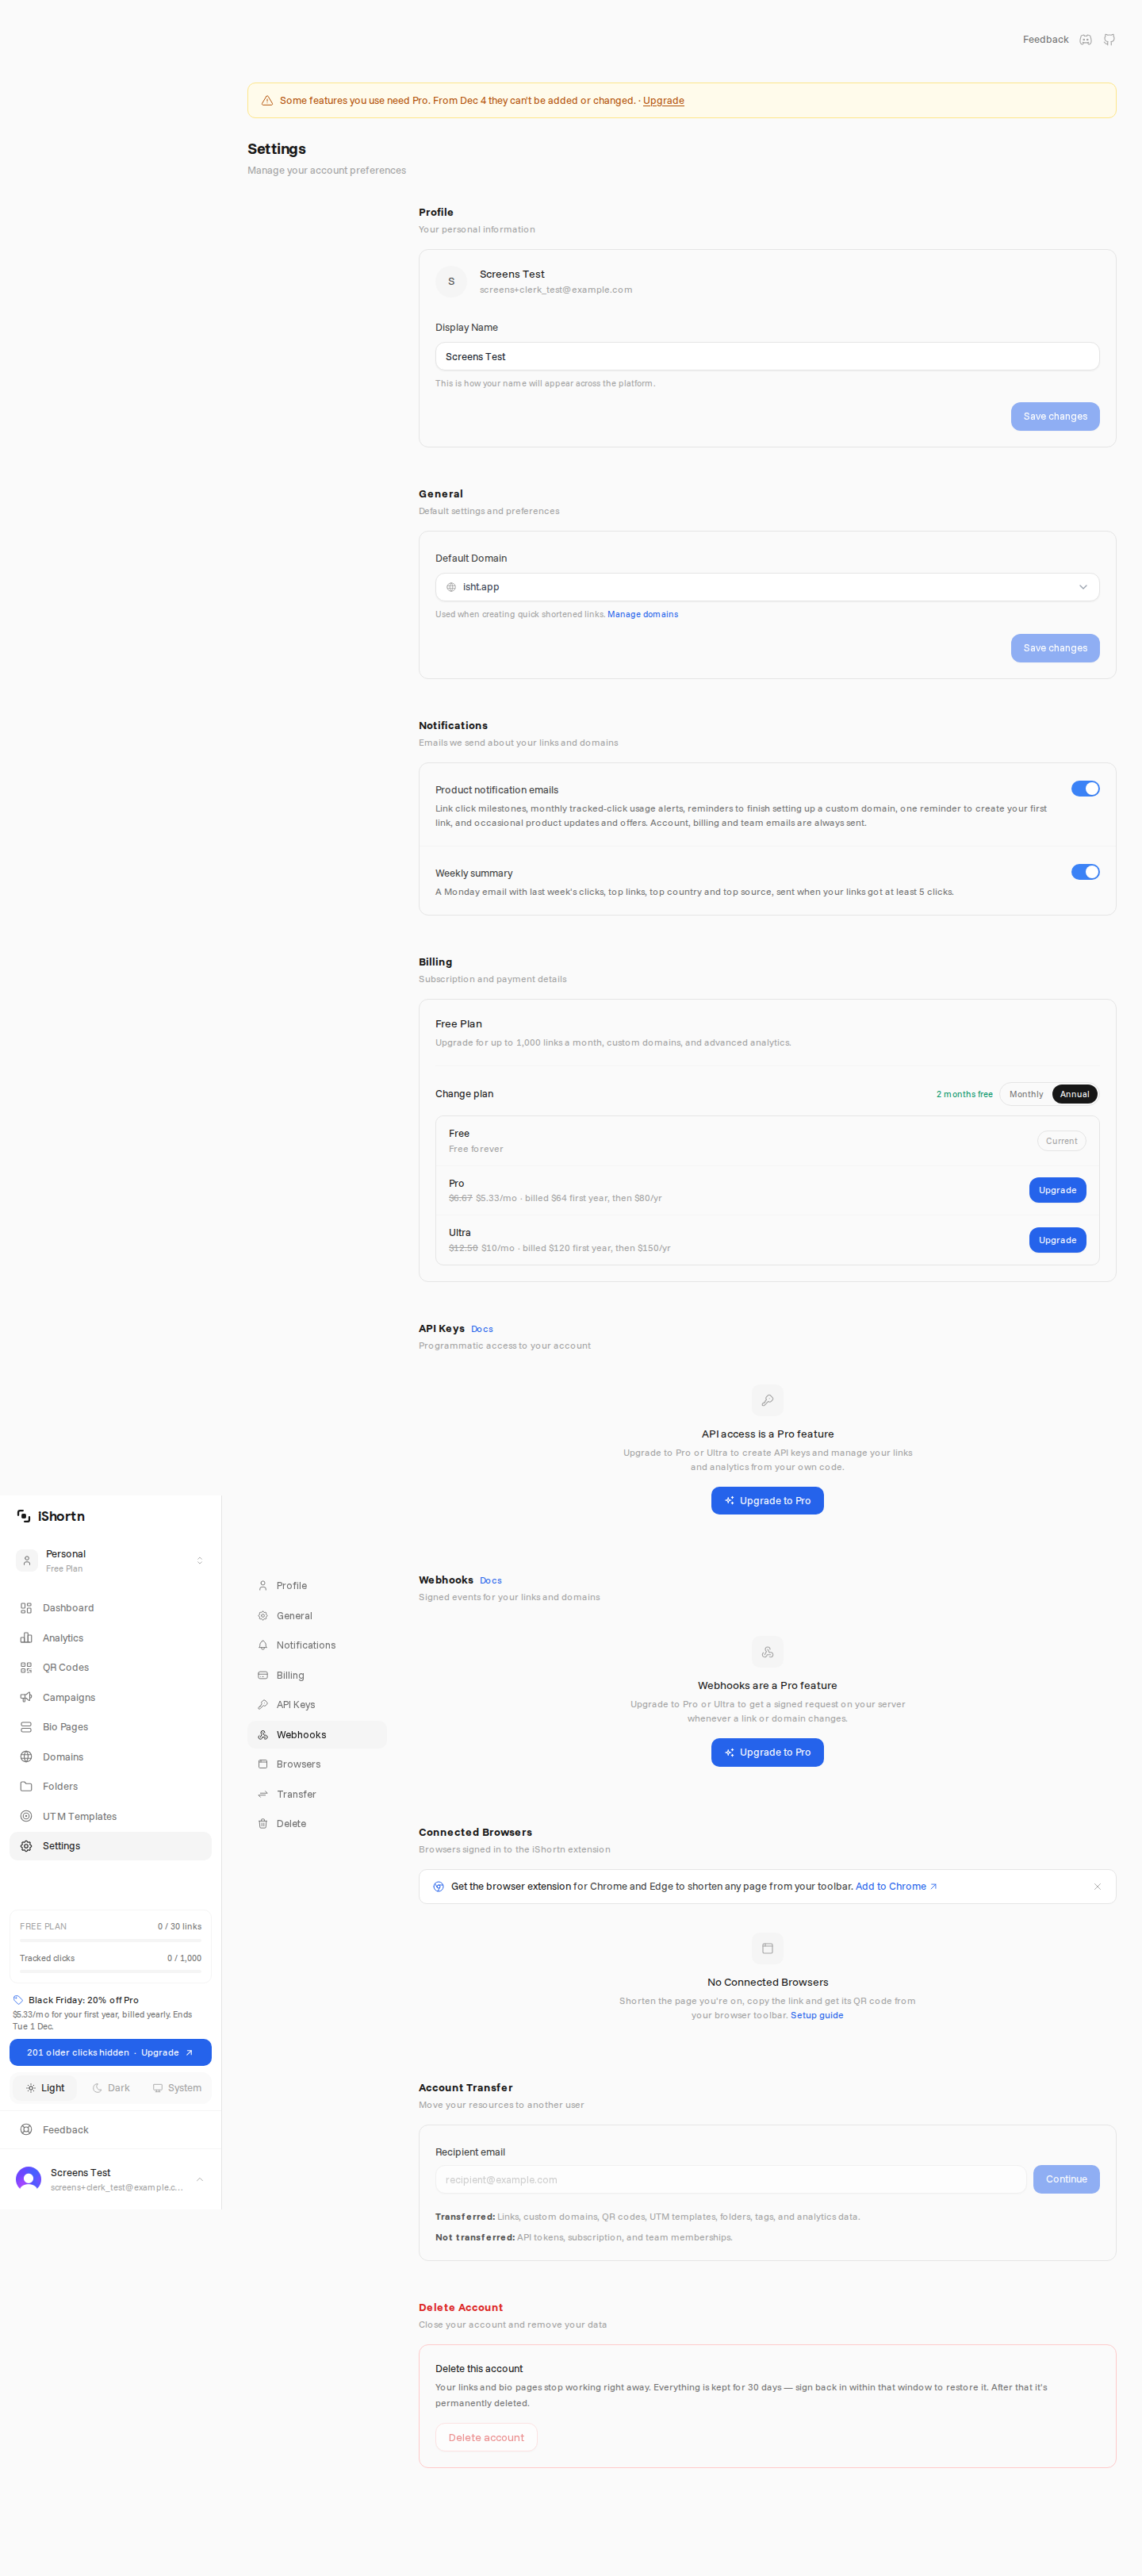 Feedback
Some features you use need Pro. From Dec 4 they can't be added or changed. · Upgrade
Settings
Manage your account preferences
Profile
Your personal information
S
Screens Test
screens+clerk_test@example.com
Display Name
Screens Test
This is how your name will appear across the platform.
Save changes
General
Default settings and preferences
Default Domain
isht.app
Used when creating quick shortened links. Manage domains
Save changes
Notifications
Emails we send about your links and domains
Product notification emails
Link click milestones, monthly tracked-click usage alerts, reminders to finish setting up a custom domain, one reminder to create your first
link, and occasional product updates and offers. Account, billing and team emails are always sent.
Weekly summary
A Monday email with last week's clicks, top links, top country and top source, sent when your links got at least 5 clicks.
Billing
Subscription and payment details
Free Plan
Upgrade for up to 1,000 links a month, custom domains, and advanced analytics.
Change plan
2 months free
Monthly
Annual
Free
Free forever
Current
Pro
$6.67 $5.33/mo · billed $64 first year, then $80/yr
Upgrade
Ultra
$12.50 $10/mo · billed $120 first year, then $150/yr
Upgrade
API Keys Docs
Programmatic access to your account
API access is a Pro feature
Upgrade to Pro or Ultra to create API keys and manage your links
and analytics from your own code.
Upgrade to Pro
iShortn
Personal
Free Plan
Dashboard
Analytics
QR Codes
Campaigns
Bio Pages
Domains
Folders
UTM Templates
Settings
FREE PLAN
0 / 30 links
Tracked clicks
0 / 1,000
Black Friday: 20% off Pro
$5.33/mo for your first year, billed yearly. Ends
Tue 1 Dec.
201 older clicks hidden · Upgrade
Light
Dark
System
Feedback
Screens Test
screens+clerk_test@example.c...
Profile
General
Notifications
Billing
API Keys
Webhooks
Browsers
Transfer
Delete
Webhooks Docs
Signed events for your links and domains
Webhooks are a Pro feature
Upgrade to Pro or Ultra to get a signed request on your server
whenever a link or domain changes.
Upgrade to Pro
Connected Browsers
Browsers signed in to the iShortn extension
Get the browser extension for Chrome and Edge to shorten any page from your toolbar. Add to Chrome
No Connected Browsers
Shorten the page you're on, copy the link and get its QR code from
your browser toolbar. Setup guide
Account Transfer
Move your resources to another user
Recipient email
recipient@example.com
Continue
Transferred: Links, custom domains, QR codes, UTM templates, folders, tags, and analytics data.
Not transferred: API tokens, subscription, and team memberships.
Delete Account
Close your account and remove your data
Delete this account
Your links and bio pages stop working right away. Everything is kept for 30 days — sign back in within that window to restore it. After that it's
permanently deleted.
Delete account